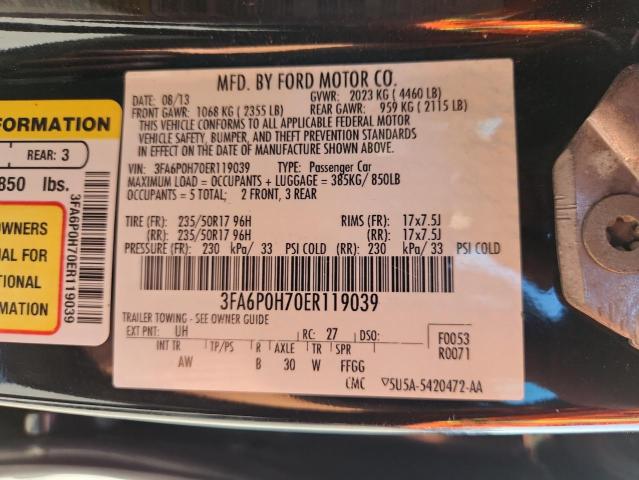 MFD. BY FORD MOTOR CO.
DATE: 08/13 GVWR: 2023 KG ( 4460 LB)
FRONT GAWR: 1068 KG ( 2355 LB) REAR GAWR: 959 KG ( 2115 LB)
THIS VEHICLE CONFORMS TO ALL APPLICABLE FEDERAL MOTOR
VEHICLE SAFETY, BUMPER, AND THEFT PREVENTION STANDARDS
IN EFFECT ON THE DATE OF MANUFACTURE SHOWN ABOVE.
VIN: 3FA6P0H70ER119039 TYPE: Passenger Car
MAXIMUM LOAD = OCCUPANTS + LUGGAGE = 385KG/ 850LB
OCCUPANTS = 5 TOTAL; 2 FRONT, 3 REAR
TIRE (FR): 235/50R17 96H RIMS (FR): 17x7.5J
(RR): 235/50R17 96H (RR): 17x7.5J
PRESSURE (FR): 230 kPa/ 33 PSI COLD (RR): 230 kPa/ 33 PSI COLD
3FA6P0H70ER119039
TRAILER TOWING - SEE OWNER GUIDE
EXT PNT: UH RC: 27 DSO: F0053
R0071
INT TR TP/PS R AXLE TR SPR
AW B 30 W FFGG
CMC ▽5U5A-5420472-AA
FORMATION
REAR: 3
850 lbs.
OWNERS
UAL FOR
TIONAL
MATION
3FA6P0H70ER119039